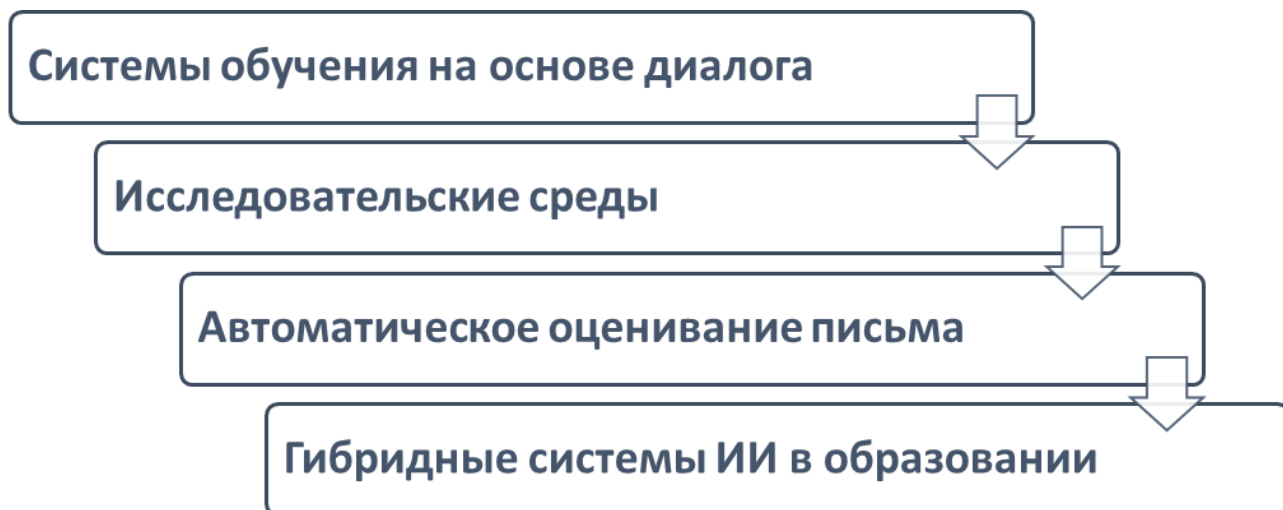 Системы обучения на основе диалога
Исследовательские среды
Автоматическое оценивание письма
Гибридные системы ИИ в образовании